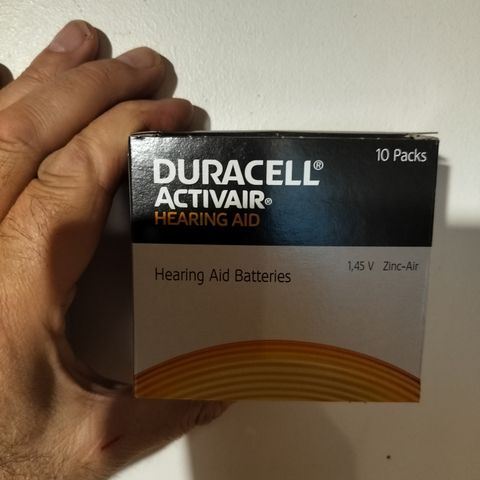 10 Packs
DURACELL®
ACTIVAIR®
HEARING AID
1,45 V Zinc-Air
Hearing Aid Batteries